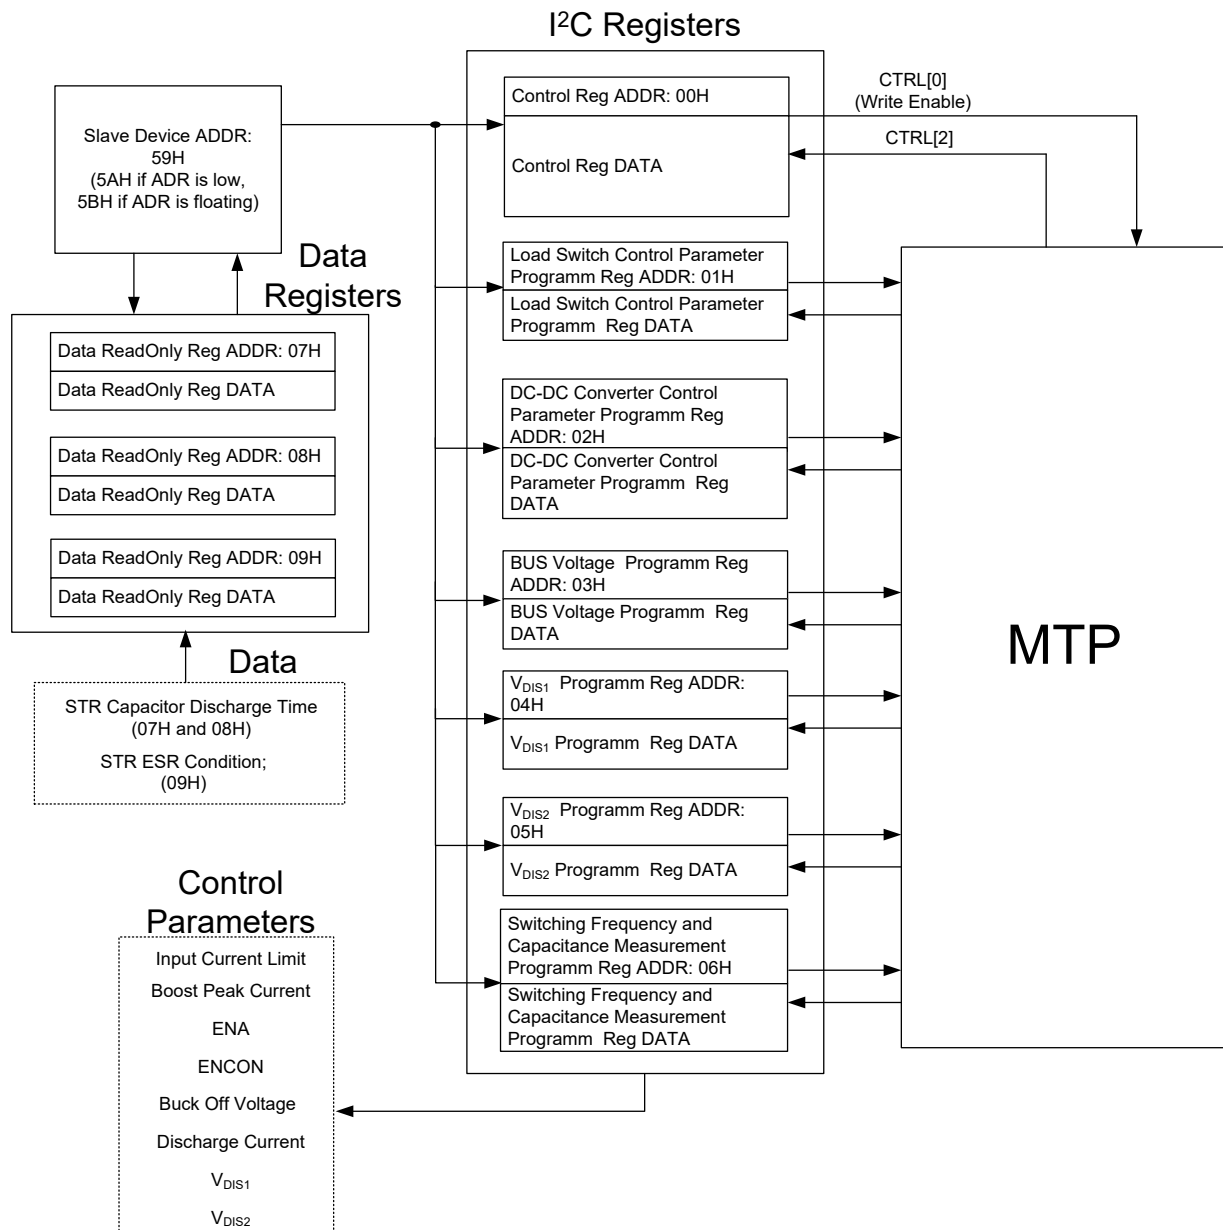 I²C Registers
Slave Device ADDR:
59H
(5AH if ADR is low,
5BH if ADR is floating)
Data
Registers
Data ReadOnly Reg ADDR: 07H
Data ReadOnly Reg DATA
Data ReadOnly Reg ADDR: 08H
Data ReadOnly Reg DATA
Data ReadOnly Reg ADDR: 09H
Data ReadOnly Reg DATA
Data
STR Capacitor Discharge Time
(07H and 08H)
STR ESR Condition;
(09H)
Control
Parameters
Input Current Limit
Boost Peak Current
ENA
ENCON
Buck Off Voltage
Discharge Current
VDIS1
VDIS2
Control Reg ADDR: 00H
Control Reg DATA
Load Switch Control Parameter
Programm Reg ADDR: 01H
Load Switch Control Parameter
Programm Reg DATA
DC-DC Converter Control
Parameter Programm Reg
ADDR: 02H
DC-DC Converter Control
Parameter Programm Reg
DATA
BUS Voltage Programm Reg
ADDR: 03H
BUS Voltage Programm Reg
DATA
VDIS1 Programm Reg ADDR:
04H
VDIS1 Programm Reg DATA
VDIS2 Programm Reg ADDR:
05H
VDIS2 Programm Reg DATA
Switching Frequency and
Capacitance Measurement
Programm Reg ADDR: 06H
Switching Frequency and
Capacitance Measurement
Programm Reg DATA
CTRL[0]
(Write Enable)
CTRL[2]
MTP